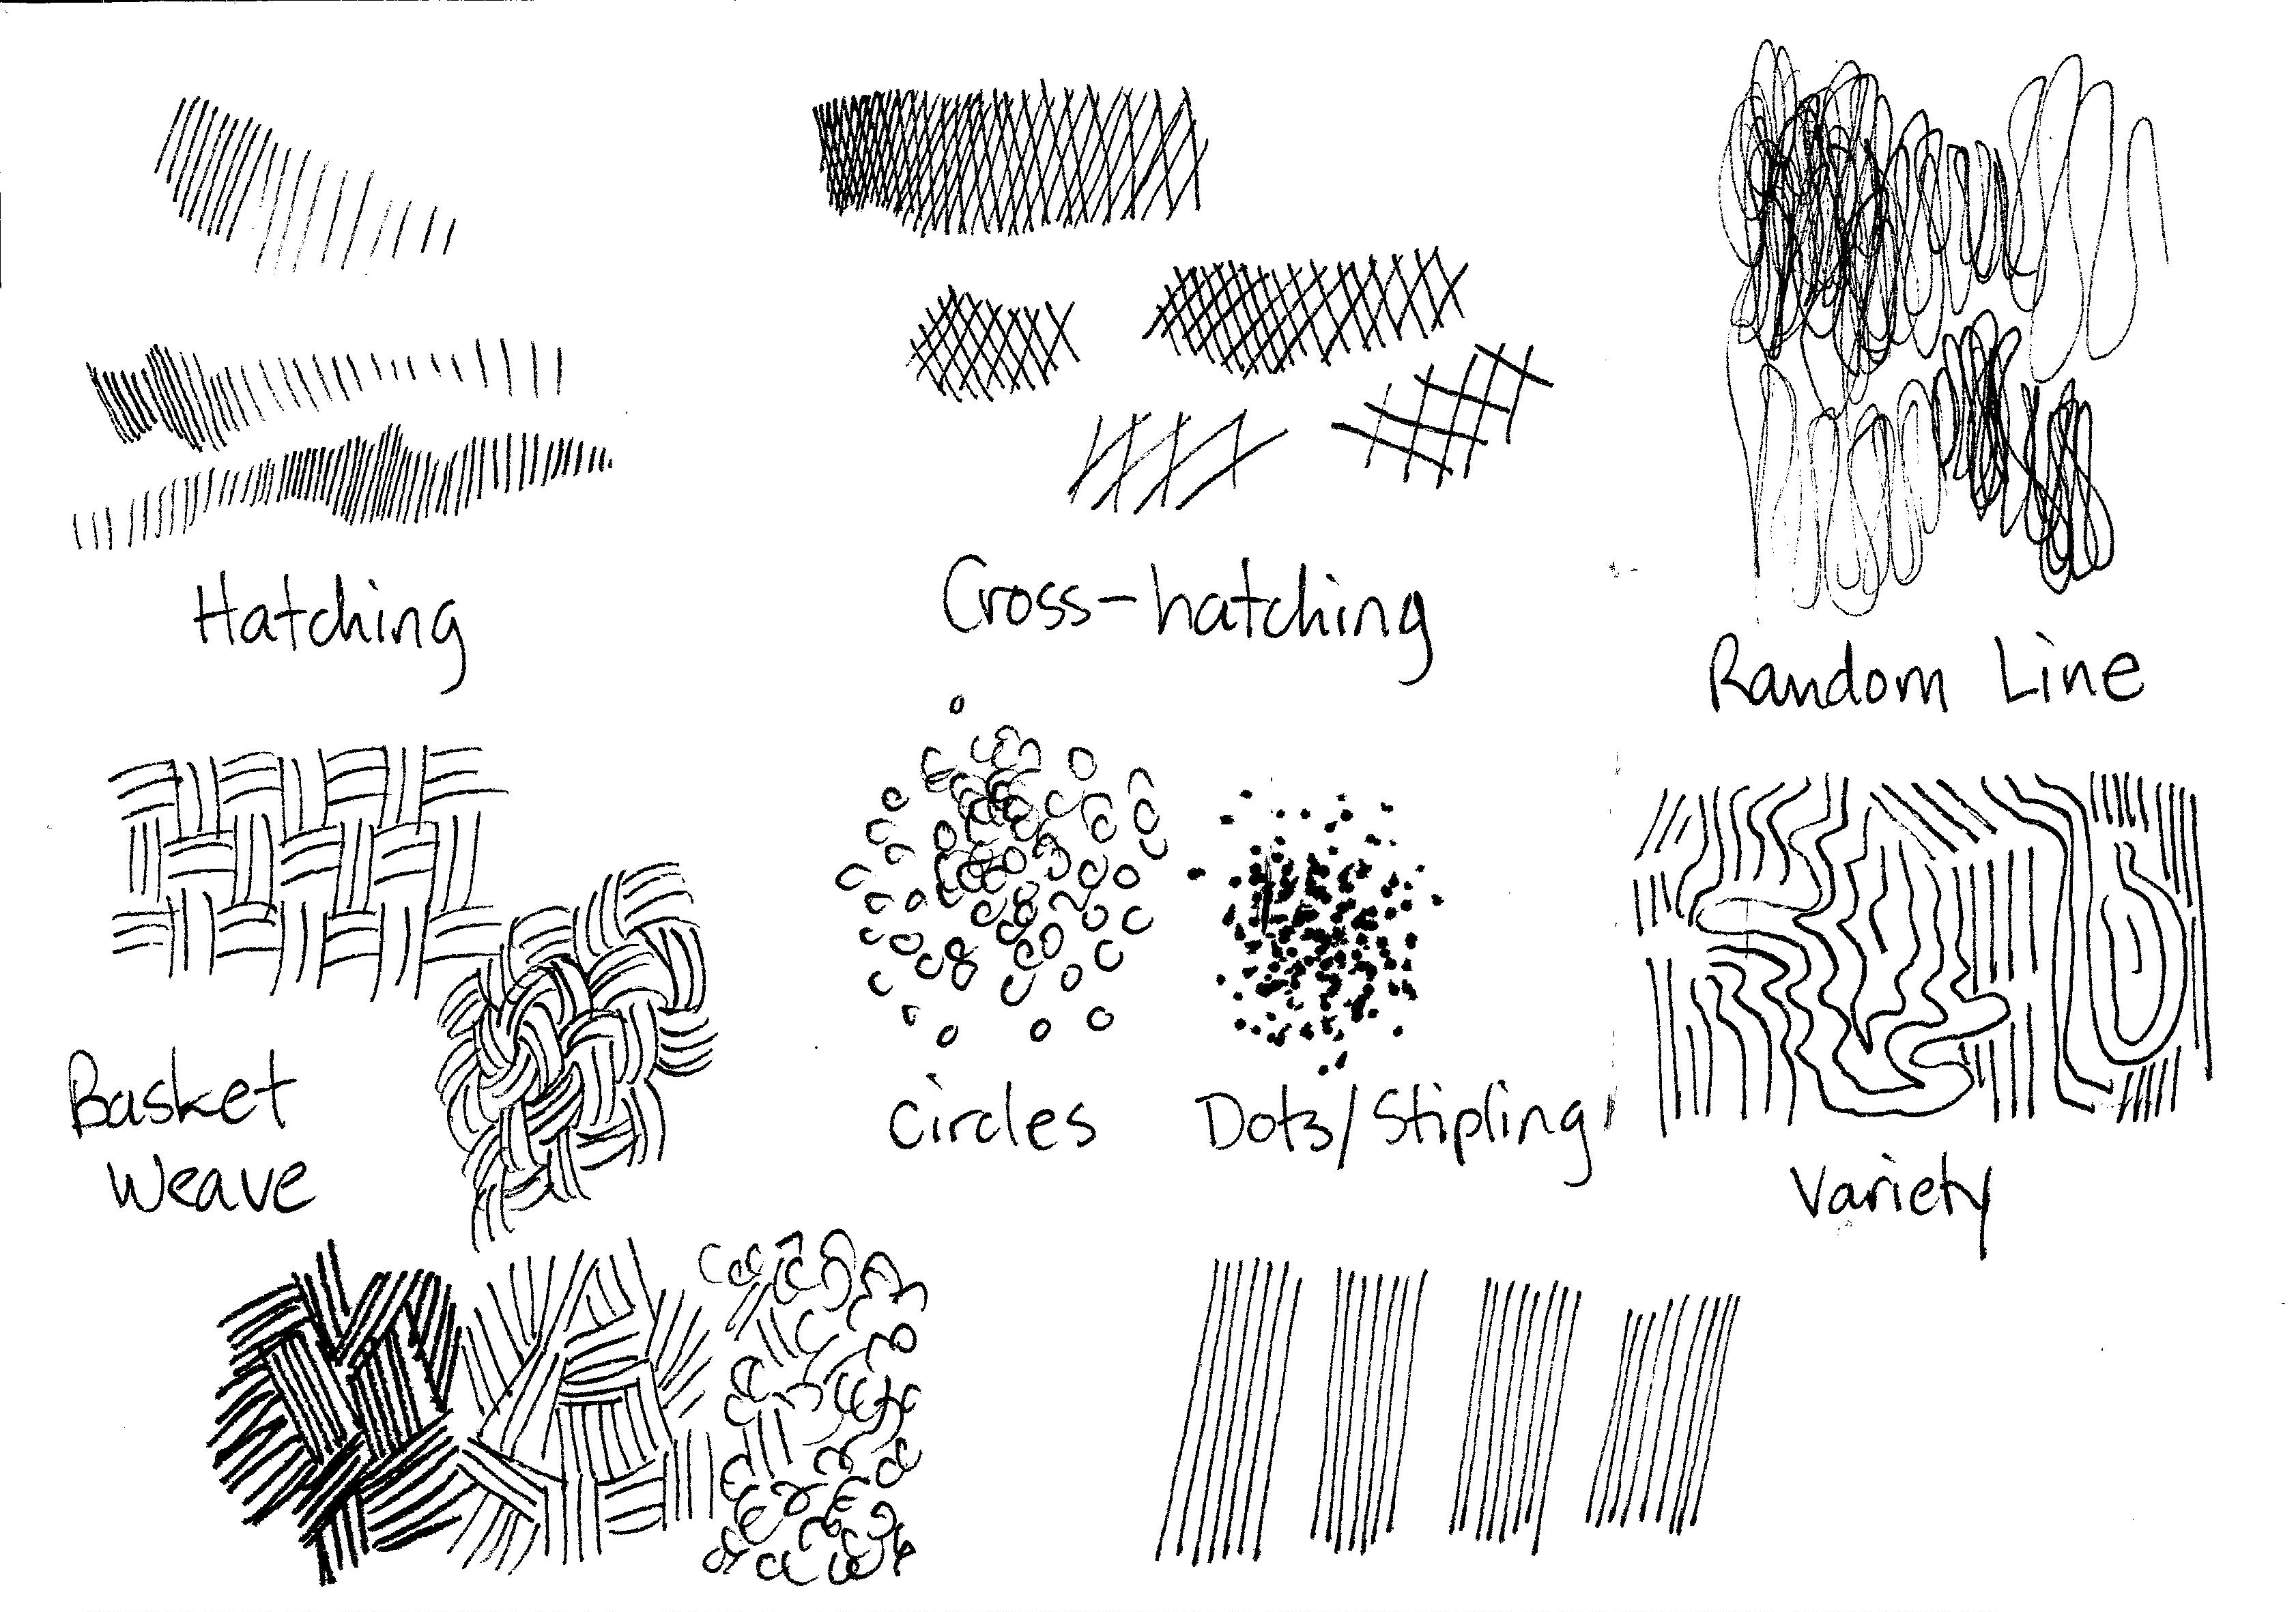 Hatching
Cross-hatching
Random Line
Basket
Weave
Circles
Dots/Stipling
Variety